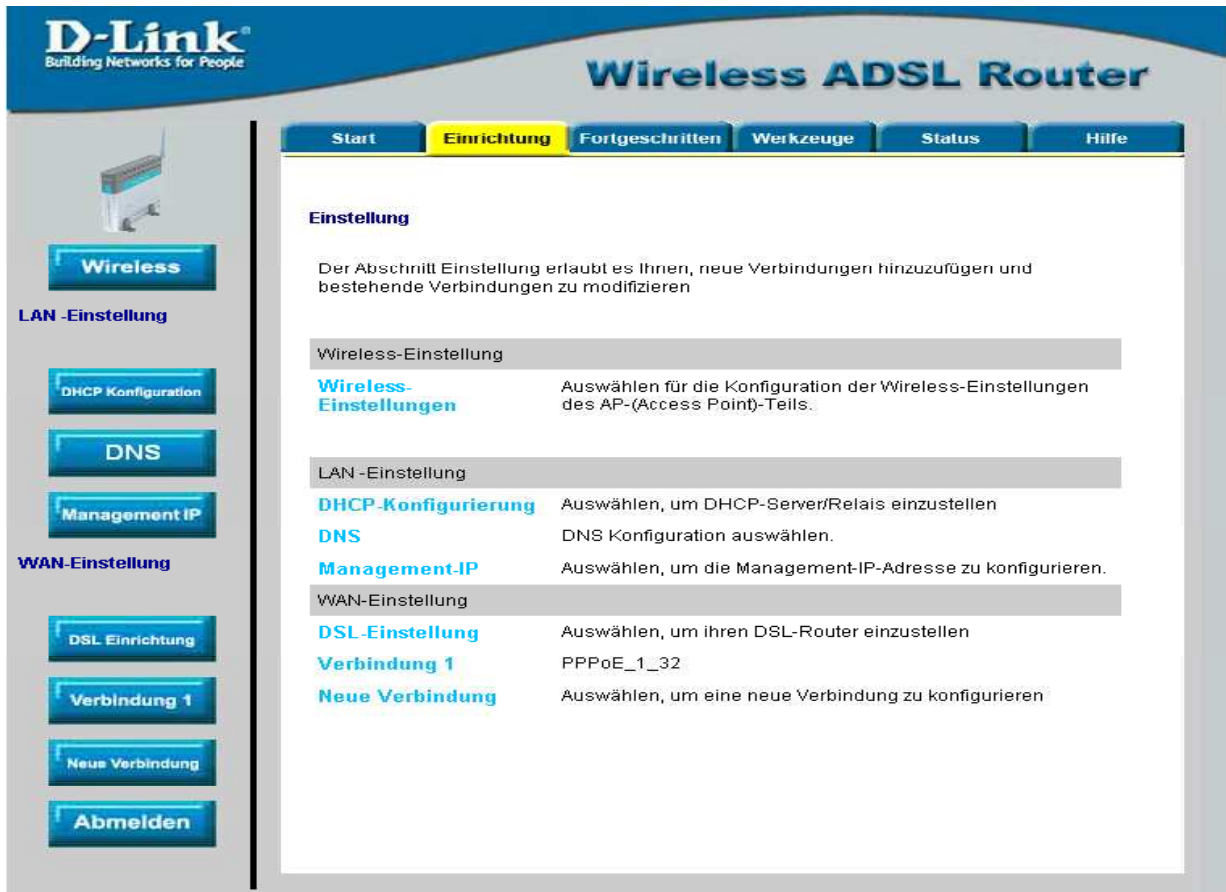 D-Link
Building Networks for People
Wireless ADSL Router
Start Einrichtung Fortgeschritten Werkzeuge Status Hilfe
Wireless
LAN -Einstellung
DHCP Konfiguration
DNS
Management IP
WAN-Einstellung
DSL Einrichtung
Verbindung 1
Neue Verbindung
Abmelden
Einstellung
Der Abschnitt Einstellung erlaubt es Ihnen, neue Verbindungen hinzuzufügen und
bestehende Verbindungen zu modifizieren
Wireless-Einstellung
Wireless-
Einstellungen
Auswählen für die Konfiguration der Wireless-Einstellungen
des AP-(Access Point)-Teils.
LAN -Einstellung
DHCP-Konfigurierung Auswählen, um DHCP-Server/Relais einzustellen
DNS DNS Konfiguration auswählen.
Management-IP Auswählen, um die Management-IP-Adresse zu konfigurieren.
WAN-Einstellung
DSL-Einstellung Auswählen, um ihren DSL-Router einzustellen
Verbindung 1 PPPoE_1_32
Neue Verbindung Auswählen, um eine neue Verbindung zu konfigurieren